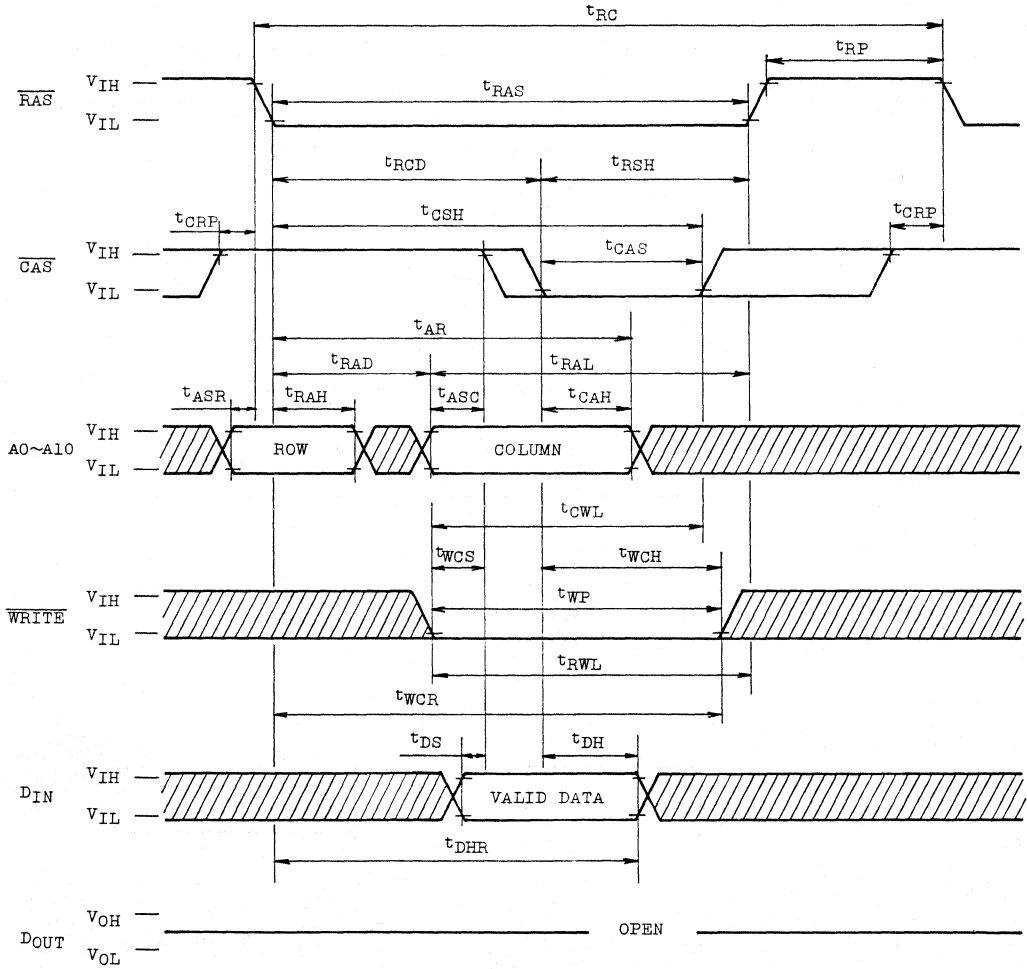 tRC
tRP
RAS VIH
VIL
tRAS
tRCD tRSH
tCRP tCSH tCRP
CAS VIH
VIL
tCAS
tAR
tRAD tRAL
tASR tRAH tASC tCAH
A0~A10 VIH
VIL
ROW COLUMN
tCWL
tWCS tWCH
WRITE VIH
VIL
tWP
tRWL
tWCR
tDS tDH
DIN VIH
VIL
VALID DATA
tDHR
DOUT VOH
VOL
OPEN